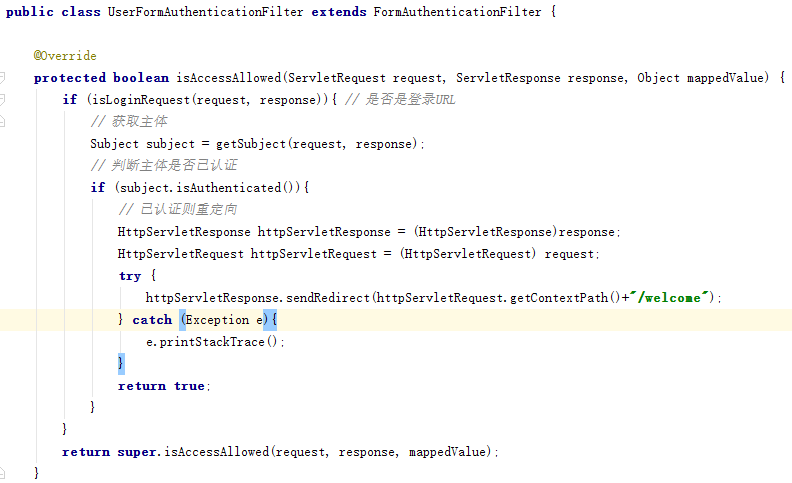 public class UserFormAuthenticationFilter extends FormAuthenticationFilter {
@Override
protected boolean isAccessAllowed(ServletRequest request, ServletResponse response, Object mappedValue) {
if (isLoginRequest(request, response)){ // 是否是登录URL
// 获取主体
Subject subject = getSubject(request, response);
// 判断主体是否已认证
if (subject.isAuthenticated()){
// 已认证则重定向
HttpServletResponse httpServletResponse = (HttpServletResponse)response;
HttpServletRequest httpServletRequest = (HttpServletRequest) request;
try {
httpServletResponse.sendRedirect(httpServletRequest.getContextPath()+"/welcome");
} catch (Exception e){
e.printStackTrace();
}
return true;
}
}
return super.isAccessAllowed(request, response, mappedValue);
}